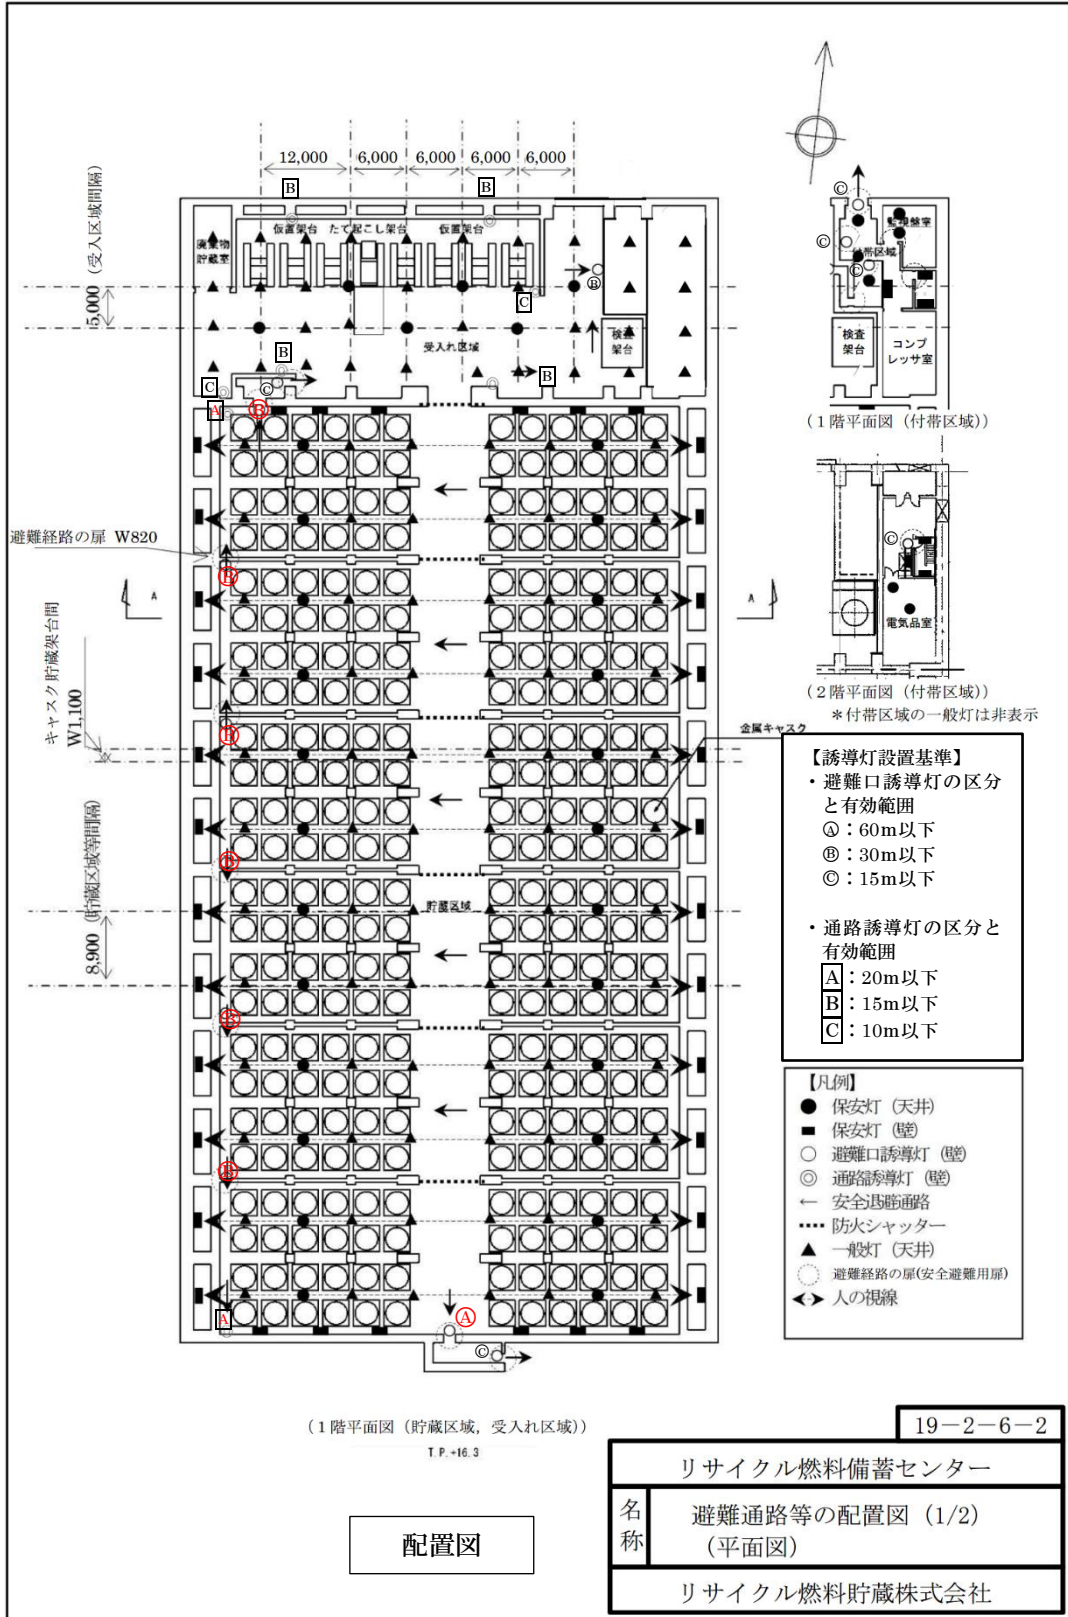 12,000 6,000 6,000 6,000 6,000
B
B
5,000 (受入区域間隔)
廃棄物
貯蔵室
仮置架台 たて起こし架台 仮置架台
B
C
受入れ区域
検査
架台
B
B
C
C
A
B
避難経路の扉 W820
B
A
A
キャスク貯蔵架台間
W1,100
B
金属キャスク
8,900 (貯蔵区域等間隔)
B
貯蔵区域
B
B
A
A
C
(1階平面図(貯蔵区域,受入れ区域))
T.P.+16.3
配置図
C
監視盤室
C
付帯区域
C
検査
架台
コンプ
レッサ室
(1階平面図(付帯区域))
C
電気品室
(2階平面図(付帯区域))
*付帯区域の一般灯は非表示
【誘導灯設置基準】
・避難口誘導灯の区分
と有効範囲
Ⓐ:60m以下
Ⓑ:30m以下
Ⓒ:15m以下
・通路誘導灯の区分と
有効範囲
A:20m以下
B:15m以下
C:10m以下
【凡例】
● 保安灯(天井)
■ 保安灯(壁)
○ 避難口誘導灯(壁)
◎ 通路誘導灯(壁)
← 安全退避通路
防火シャッター
▲ 一般灯(天井)
避難経路の扉(安全避難用扉)
人の視線
19-2-6-2
リサイクル燃料備蓄センター
名称
避難通路等の配置図(1/2)
(平面図)
リサイクル燃料貯蔵株式会社